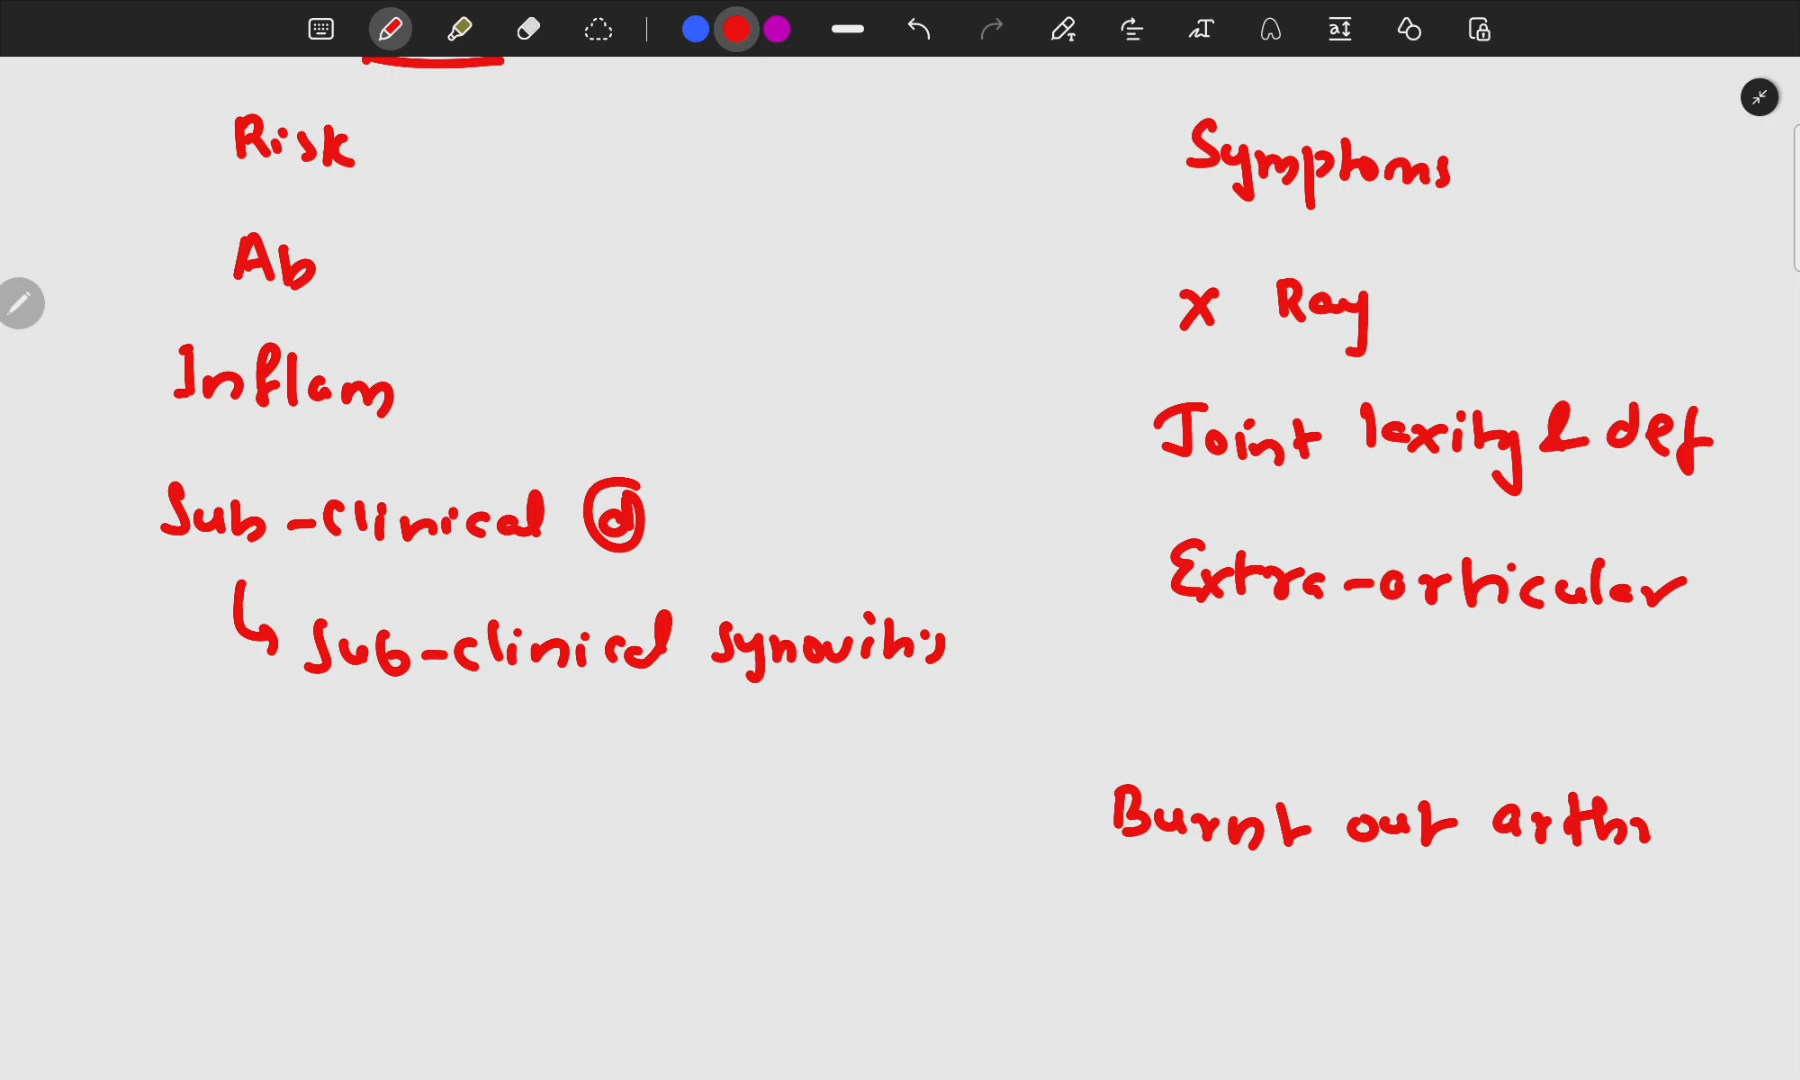 Risk
Ab
Inflam
Sub-clinical d
Sub-clinical synovitis
Symptoms
X Ray
Joint laxity & def
Extra-articular
Burnt out arthr